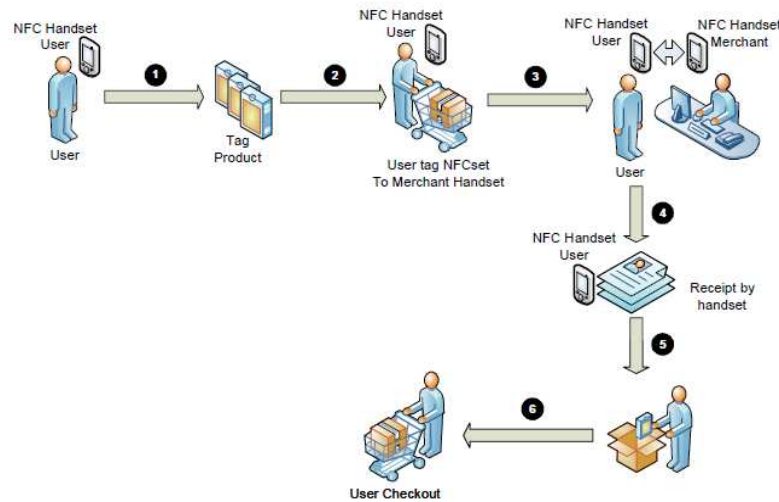 NFC Handset
User
User
1
Tag
Product
2
NFC Handset
User
User tag NFCset
To Merchant Handset
3
NFC Handset
User
NFC Handset
Merchant
User
4
NFC Handset
User
Receipt by
handset
5
6
User Checkout